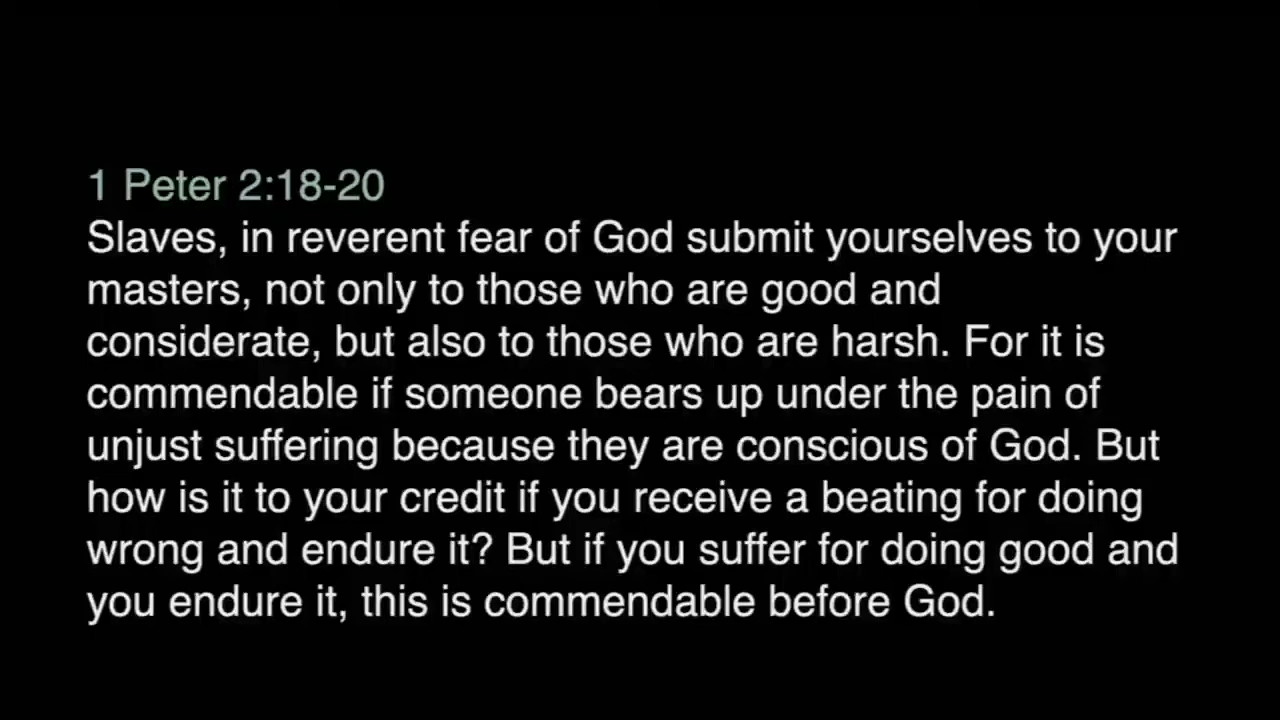 1 Peter 2:18-20
Slaves, in reverent fear of God submit yourselves to your
masters, not only to those who are good and
considerate, but also to those who are harsh. For it is
commendable if someone bears up under the pain of
unjust suffering because they are conscious of God. But
how is it to your credit if you receive a beating for doing
wrong and endure it? But if you suffer for doing good and
you endure it, this is commendable before God.